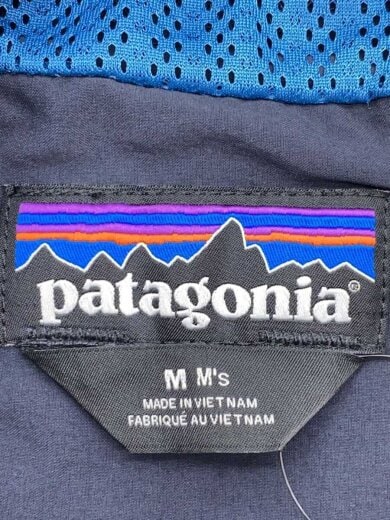 patagonia®
M M's
MADE IN VIETNAM
FABRIQUÉ AU VIETNAM